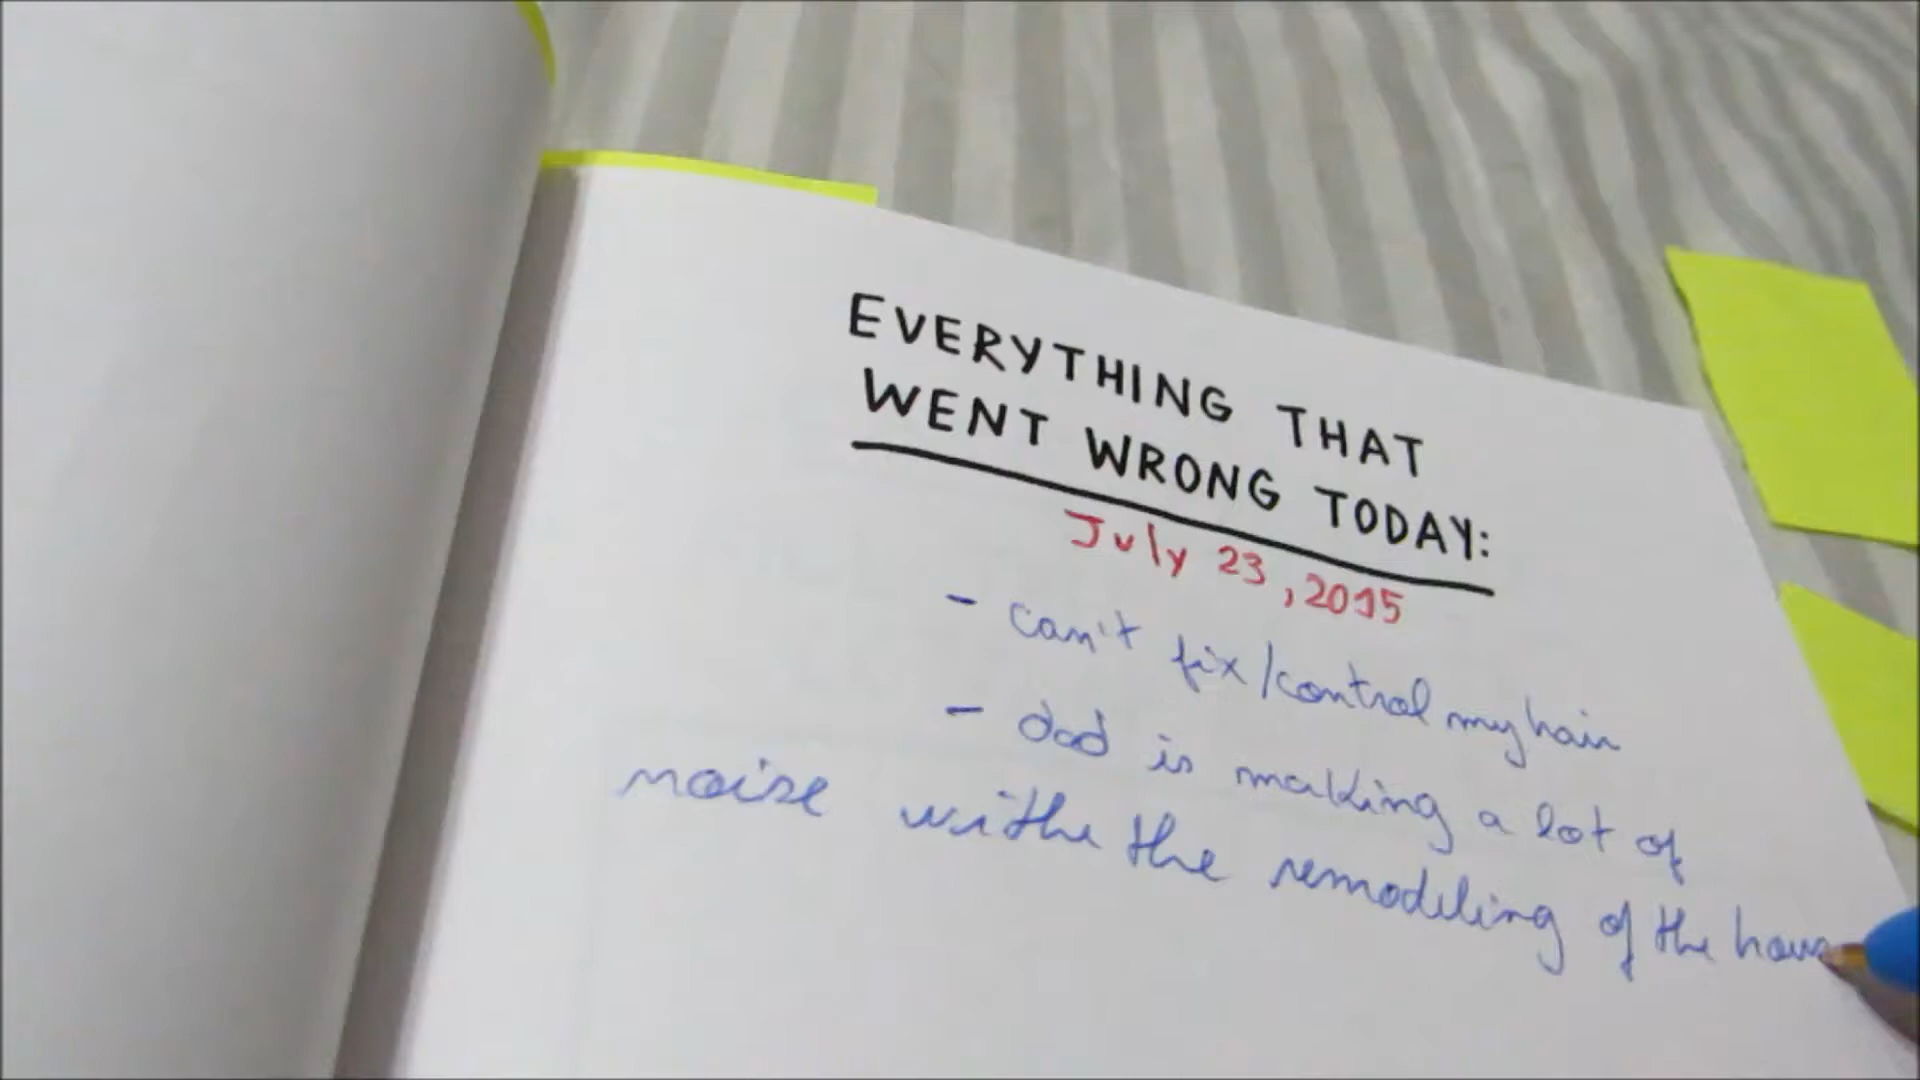 EVERYTHING THAT
WENT WRONG TODAY:
July 23, 2015
- can't fix/control my hair
- dad is making a lot of
noise withe the remodeling of the hous